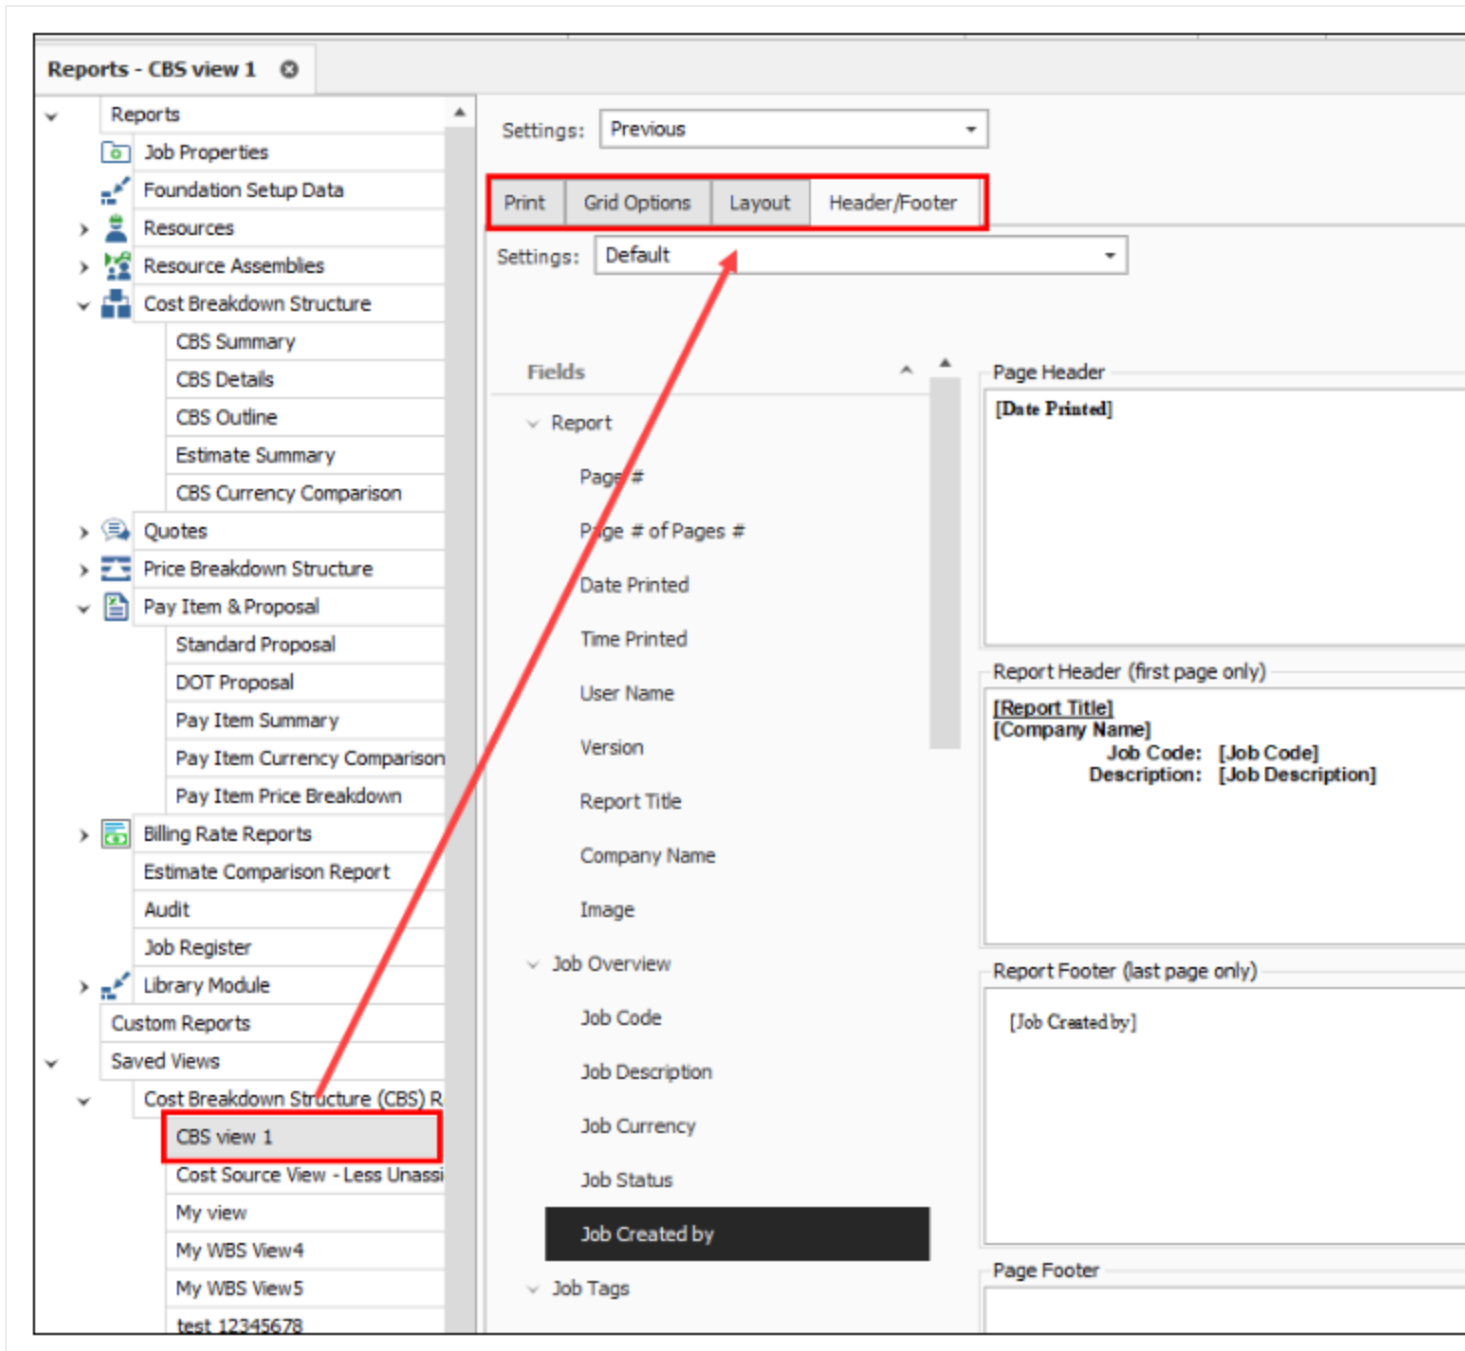 Reports - CBS view 1
Reports
Job Properties
Foundation Setup Data
Resources
Resource Assemblies
Cost Breakdown Structure
CBS Summary
CBS Details
CBS Outline
Estimate Summary
CBS Currency Comparison
Quotes
Price Breakdown Structure
Pay Item & Proposal
Standard Proposal
DOT Proposal
Pay Item Summary
Pay Item Currency Comparison
Pay Item Price Breakdown
Billing Rate Reports
Estimate Comparison Report
Audit
Job Register
Library Module
Custom Reports
Saved Views
Cost Breakdown Structure (CBS) R
CBS view 1
Cost Source View - Less Unassi
My view
My WBS View4
My WBS View5
test 12345678
Settings: Previous
Print Grid Options Layout Header/Footer
Settings: Default
Fields
Report
Page #
Page # of Pages #
Date Printed
Time Printed
User Name
Version
Report Title
Company Name
Image
Job Overview
Job Code
Job Description
Job Currency
Job Status
Job Created by
Job Tags
Page Header
[Date Printed]
Report Header (first page only)
[Report Title]
[Company Name]
Job Code: [Job Code]
Description: [Job Description]
Report Footer (last page only)
[Job Created by]
Page Footer